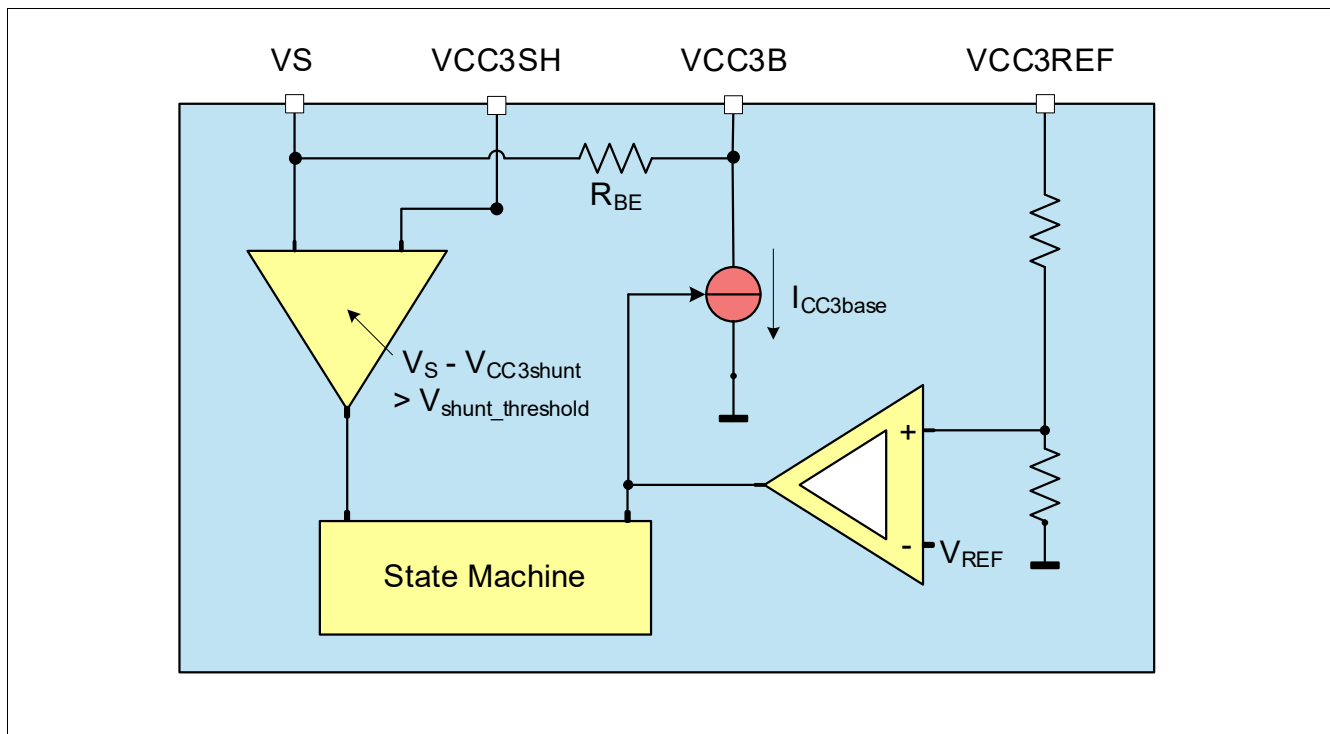 VS VCC3SH VCC3B VCC3REF
RBE
ICC3base
VS - VCC3shunt
> Vshunt_threshold
+
- VREF
State Machine